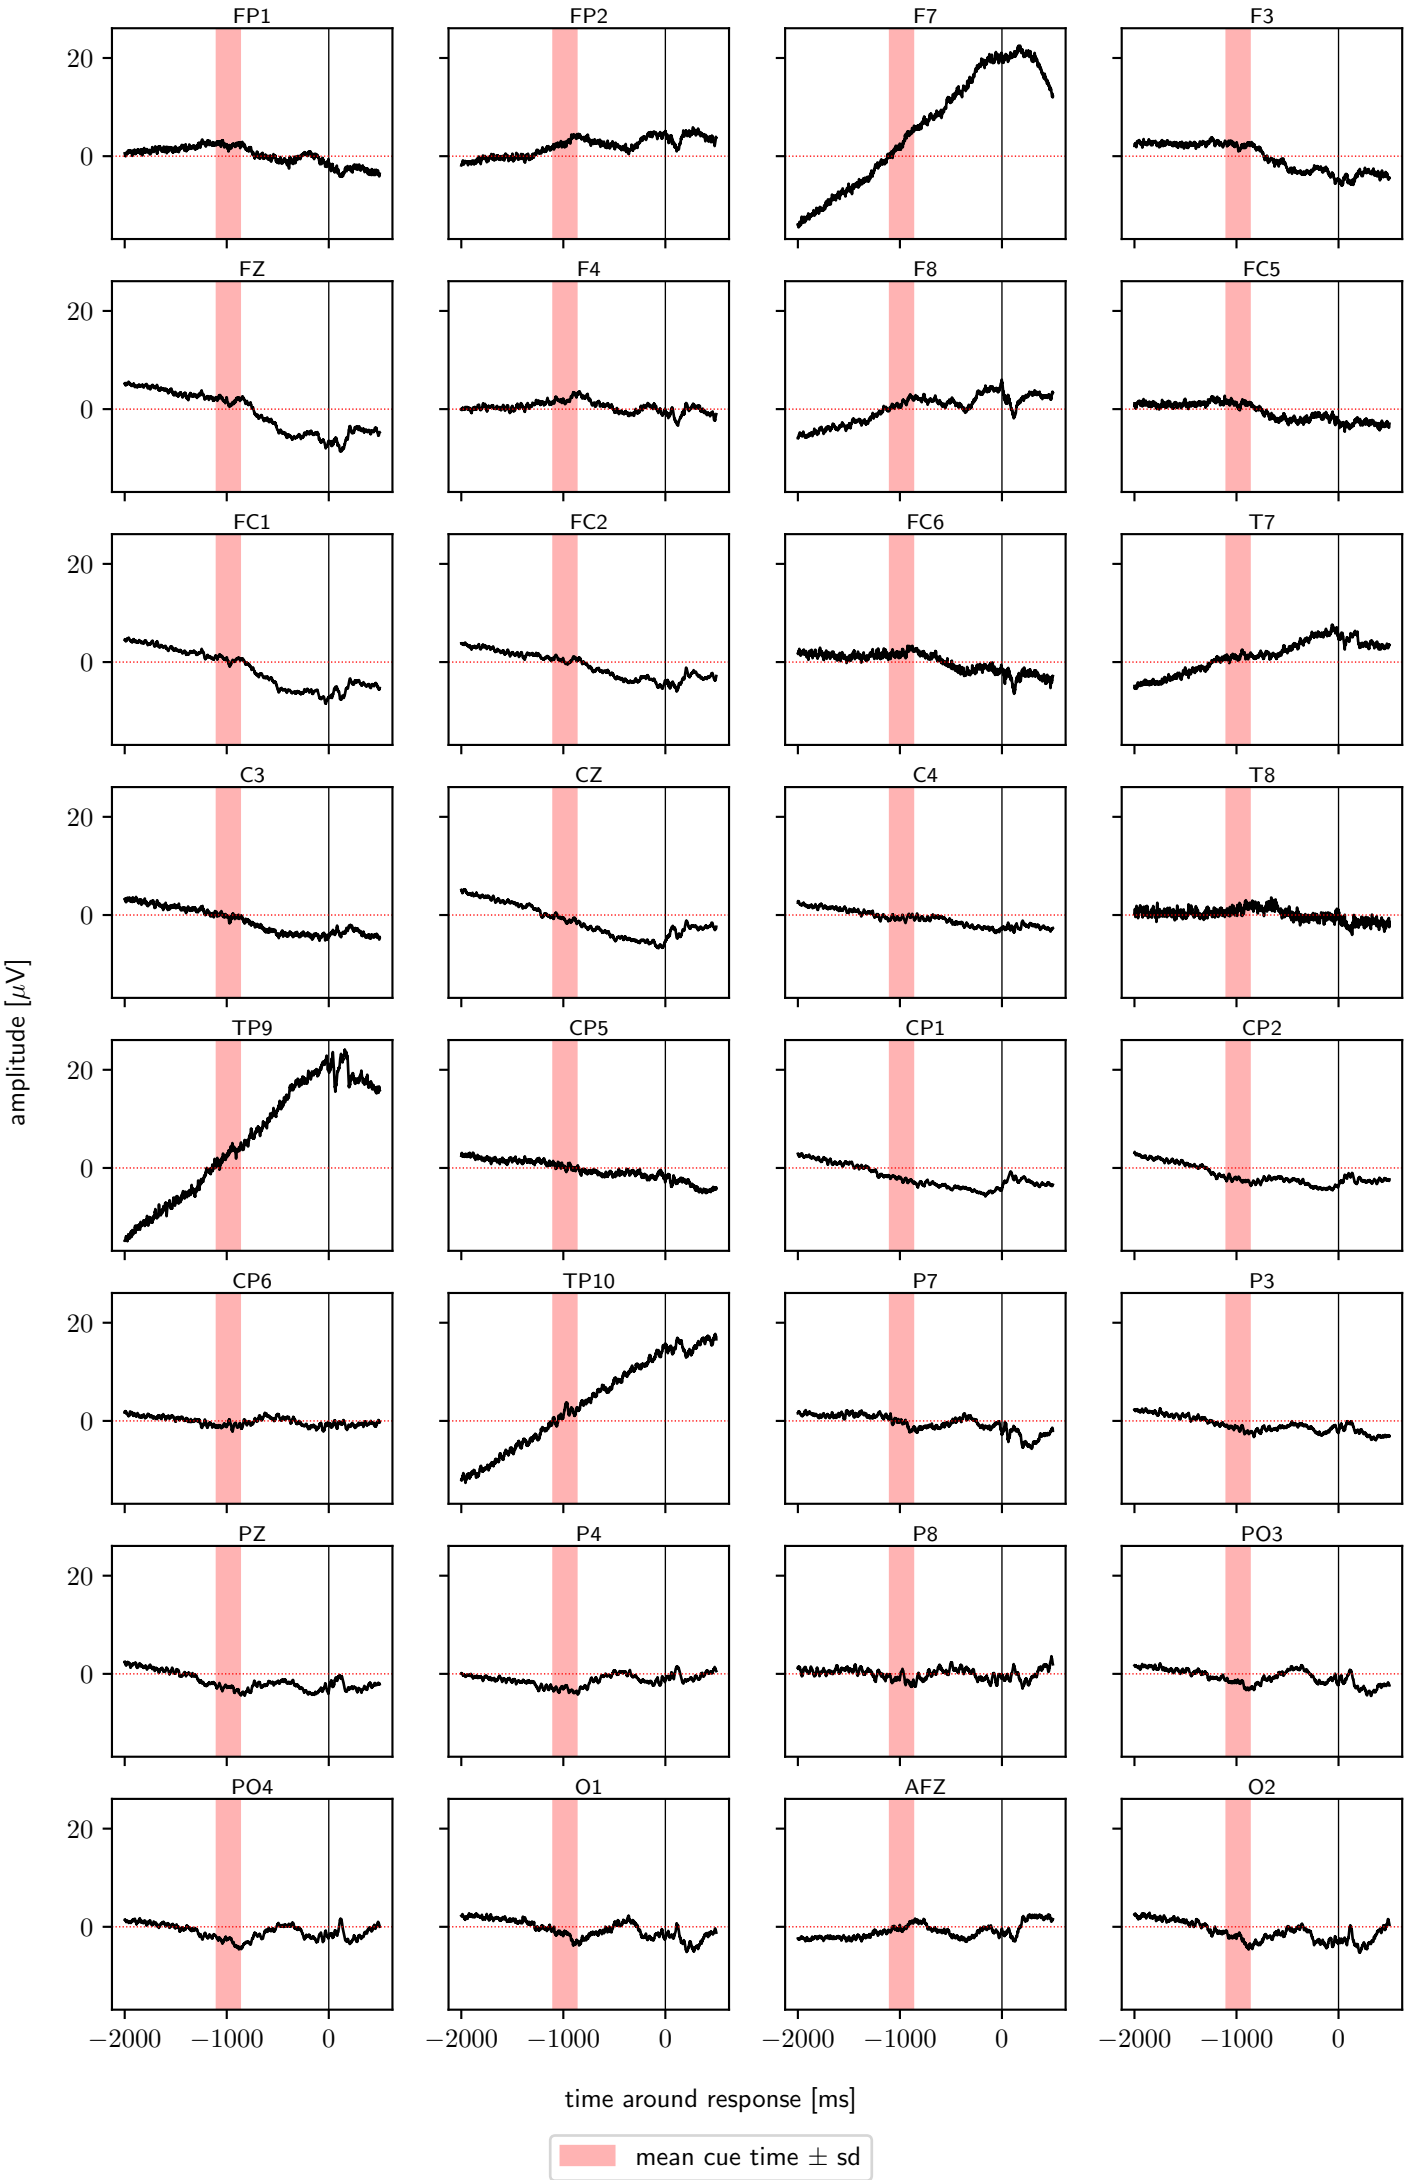 FP1 FP2 F7 F3
20
0
FZ F4 F8 FC5
20
0
FC1 FC2 FC6 T7
20
0
C3 CZ C4 T8
20
0
amplitude [μV]
TP9 CP5 CP1 CP2
20
0
CP6 TP10 P7 P3
20
0
PZ P4 P8 PO3
20
0
PO4 O1 AFZ O2
20
0
−2000 −1000 0 −2000 −1000 0 −2000 −1000 0 −2000 −1000 0
time around response [ms]
mean cue time ± sd